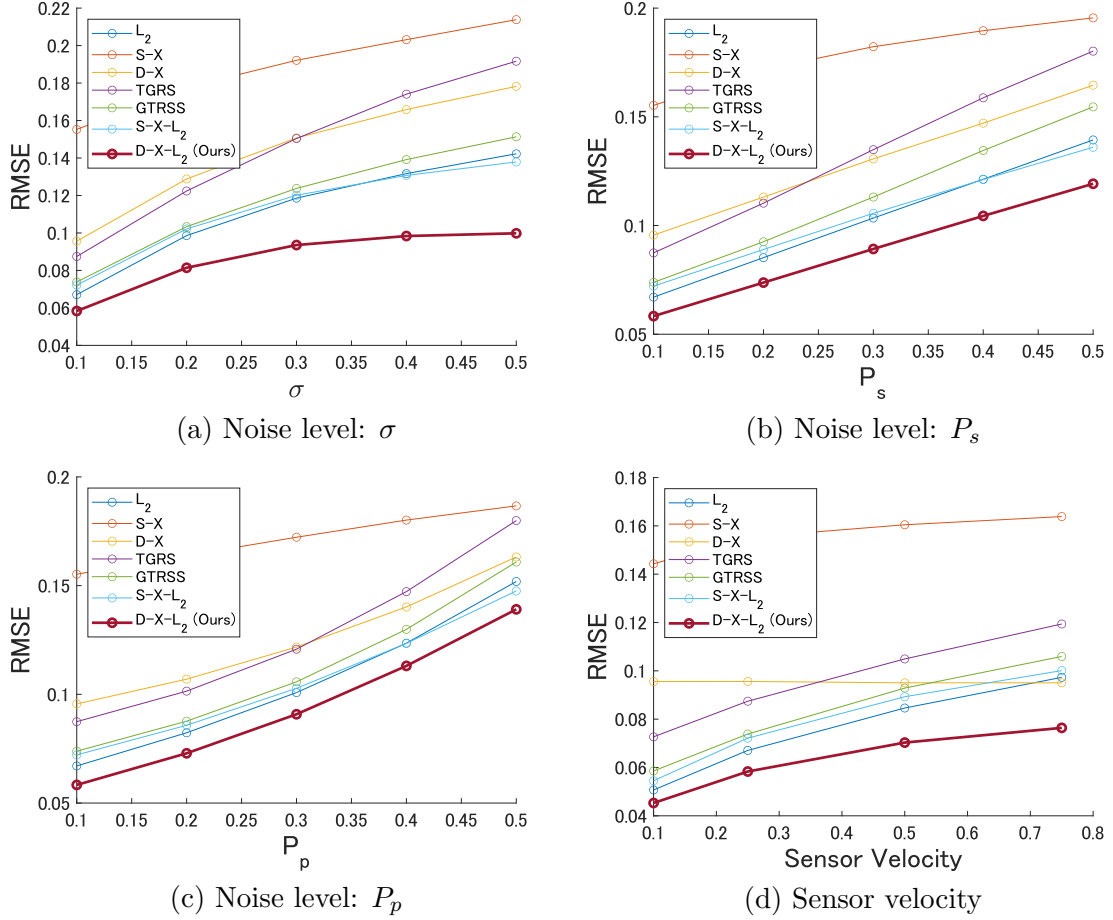 0.22
0.2
0.18
0.16
0.14
0.12
0.1
0.08
0.06
0.04
RMSE
L2
S-X
D-X
TGRS
GTRSS
S-X-L2
D-X-L2 (Ours)
0.1 0.15 0.2 0.25 0.3 0.35 0.4 0.45 0.5
σ
(a) Noise level: σ
0.2
0.15
0.1
0.05
RMSE
L2
S-X
D-X
TGRS
GTRSS
S-X-L2
D-X-L2 (Ours)
0.1 0.15 0.2 0.25 0.3 0.35 0.4 0.45 0.5
Ps
(b) Noise level: Ps
0.2
0.15
0.1
0.05
RMSE
L2
S-X
D-X
TGRS
GTRSS
S-X-L2
D-X-L2 (Ours)
0.1 0.15 0.2 0.25 0.3 0.35 0.4 0.45 0.5
Pp
(c) Noise level: Pp
0.18
0.16
0.14
0.12
0.1
0.08
0.06
0.04
RMSE
L2
S-X
D-X
TGRS
GTRSS
S-X-L2
D-X-L2 (Ours)
0.1 0.2 0.3 0.4 0.5 0.6 0.7 0.8
Sensor Velocity
(d) Sensor velocity